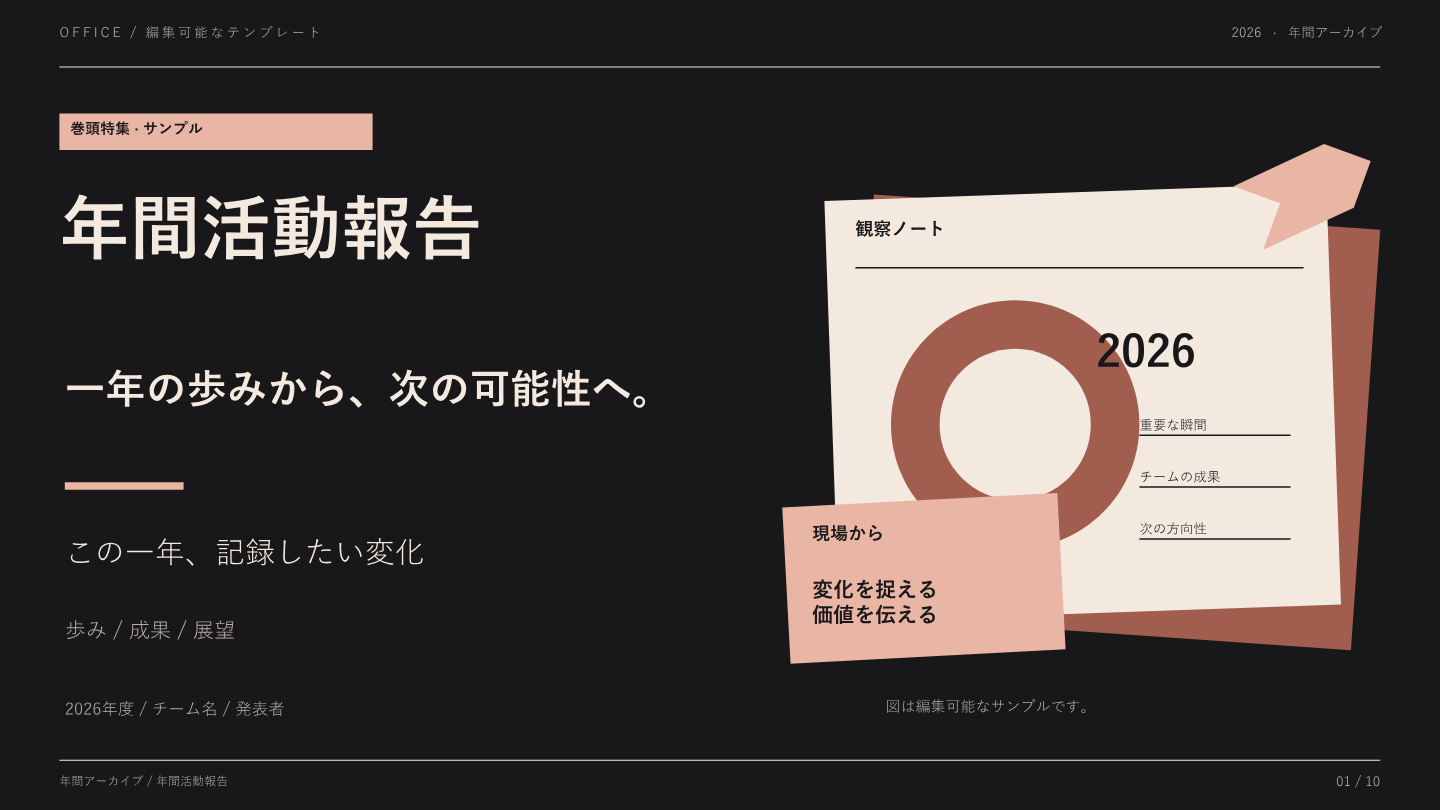 OFFICE / 編集可能なテンプレート
2026 · 年間アーカイブ
巻頭特集 · サンプル
年間活動報告
一年の歩みから、次の可能性へ。
この一年、記録したい変化
歩み / 成果 / 展望
2026年度 / チーム名 / 発表者
観察ノート
2026
重要な瞬間
チームの成果
次の方向性
現場から
変化を捉える
価値を伝える
図は編集可能なサンプルです。
年間アーカイブ / 年間活動報告
01 / 10